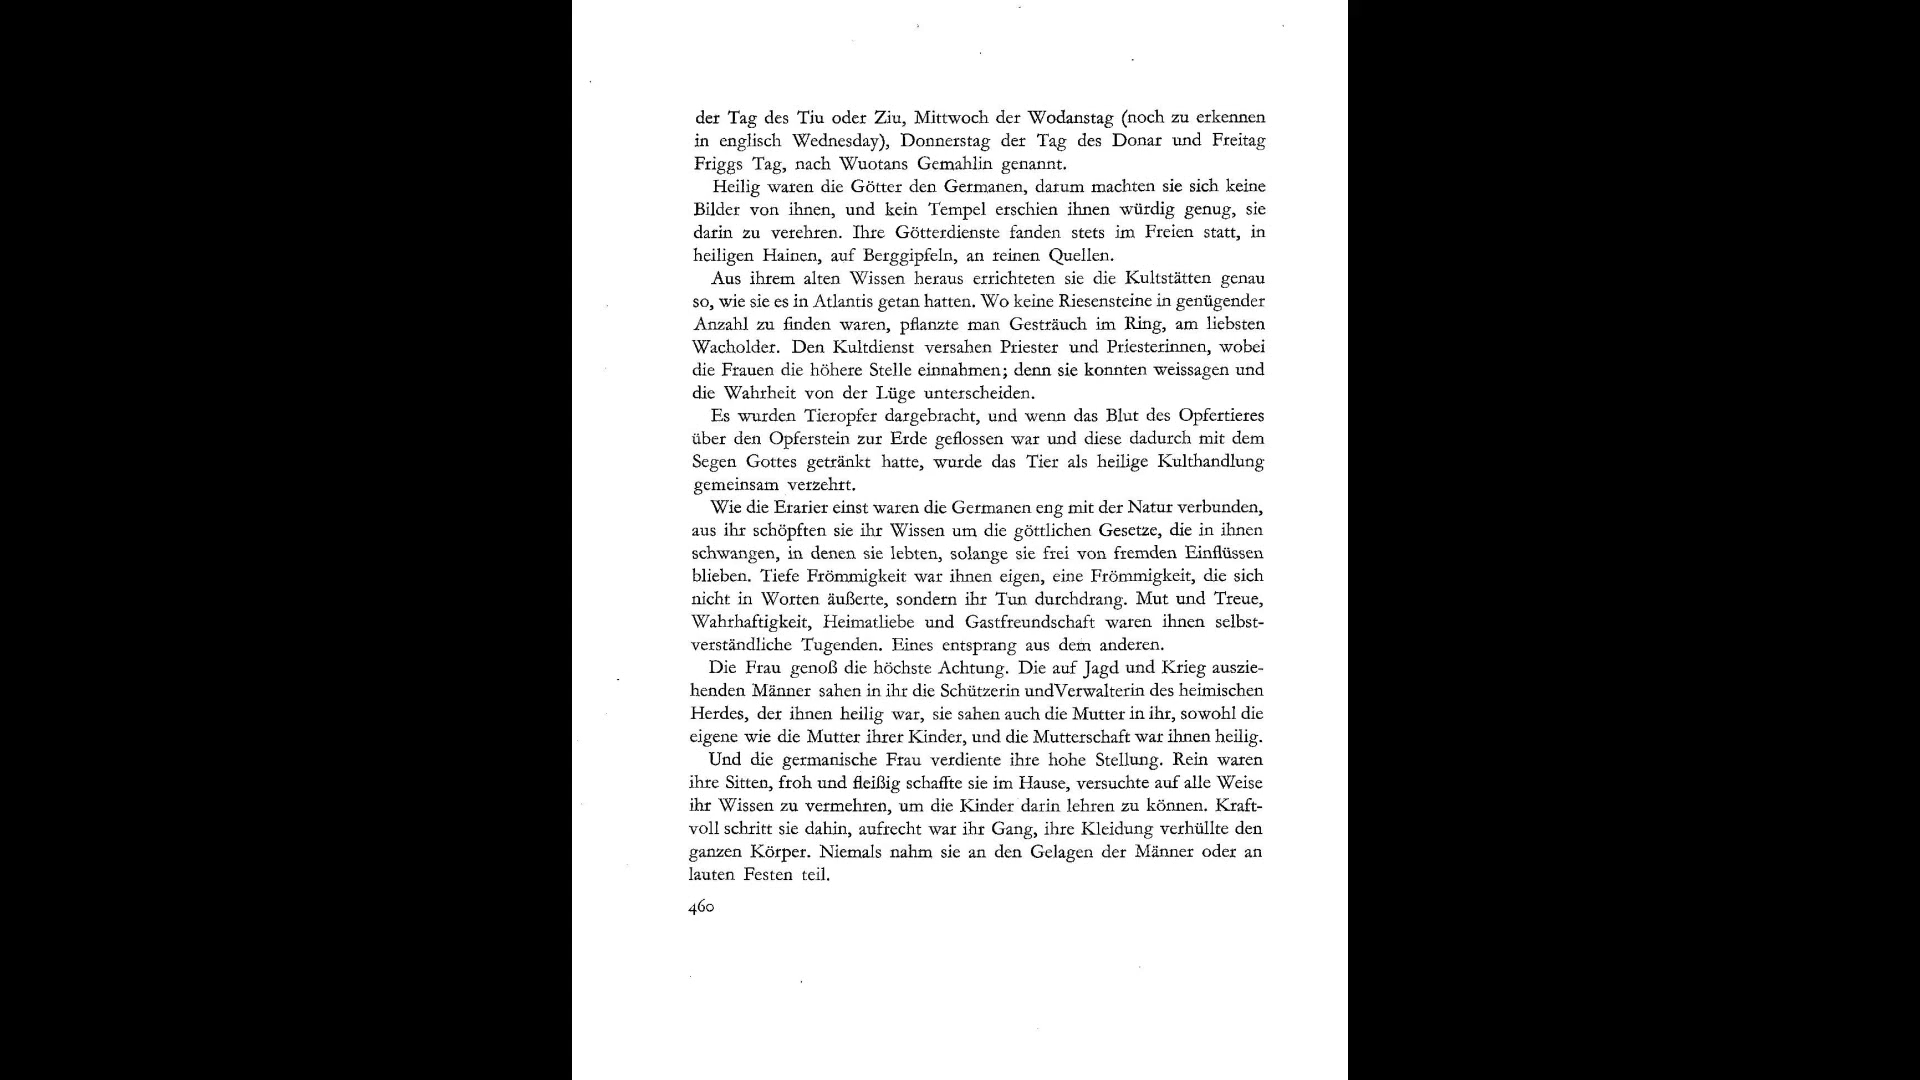 der Tag des Tiu oder Ziu, Mittwoch der Wodanstag (noch zu erkennen
in englisch Wednesday), Donnerstag der Tag des Donar und Freitag
Friggs Tag, nach Wuotans Gemahlin genannt.
Heilig waren die Götter den Germanen, darum machten sie sich keine
Bilder von ihnen, und kein Tempel erschien ihnen würdig genug, sie
darin zu verehren. Ihre Götterdienste fanden stets im Freien statt, in
heiligen Hainen, auf Berggipfeln, an reinen Quellen.
Aus ihrem alten Wissen heraus errichteten sie die Kultstätten genau
so, wie sie es in Atlantis getan hatten. Wo keine Riesensteine in genügender
Anzahl zu finden waren, pflanzte man Gesträuch im Ring, am liebsten
Wacholder. Den Kultdienst versahen Priester und Priesterinnen, wobei
die Frauen die höhere Stelle einnahmen; denn sie konnten weissagen und
die Wahrheit von der Lüge unterscheiden.
Es wurden Tieropfer dargebracht, und wenn das Blut des Opfertieres
über den Opferstein zur Erde geflossen war und diese dadurch mit dem
Segen Gottes getränkt hatte, wurde das Tier als heilige Kulthandlung
gemeinsam verzehrt.
Wie die Erarier einst waren die Germanen eng mit der Natur verbunden,
aus ihr schöpften sie ihr Wissen um die göttlichen Gesetze, die in ihnen
schwangen, in denen sie lebten, solange sie frei von fremden Einflüssen
blieben. Tiefe Frömmigkeit war ihnen eigen, eine Frömmigkeit, die sich
nicht in Worten äußerte, sondern ihr Tun durchdrang. Mut und Treue,
Wahrhaftigkeit, Heimatliebe und Gastfreundschaft waren ihnen selbst-
verständliche Tugenden. Eines entsprang aus dem anderen.
Die Frau genoß die höchste Achtung. Die auf Jagd und Krieg auszie-
henden Männer sahen in ihr die Schützerin undVerwalterin des heimischen
Herdes, der ihnen heilig war, sie sahen auch die Mutter in ihr, sowohl die
eigene wie die Mutter ihrer Kinder, und die Mutterschaft war ihnen heilig.
Und die germanische Frau verdiente ihre hohe Stellung. Rein waren
ihre Sitten, froh und fleißig schaffte sie im Hause, versuchte auf alle Weise
ihr Wissen zu vermehren, um die Kinder darin lehren zu können. Kraft-
voll schritt sie dahin, aufrecht war ihr Gang, ihre Kleidung verhüllte den
ganzen Körper. Niemals nahm sie an den Gelagen der Männer oder an
lauten Festen teil.
460